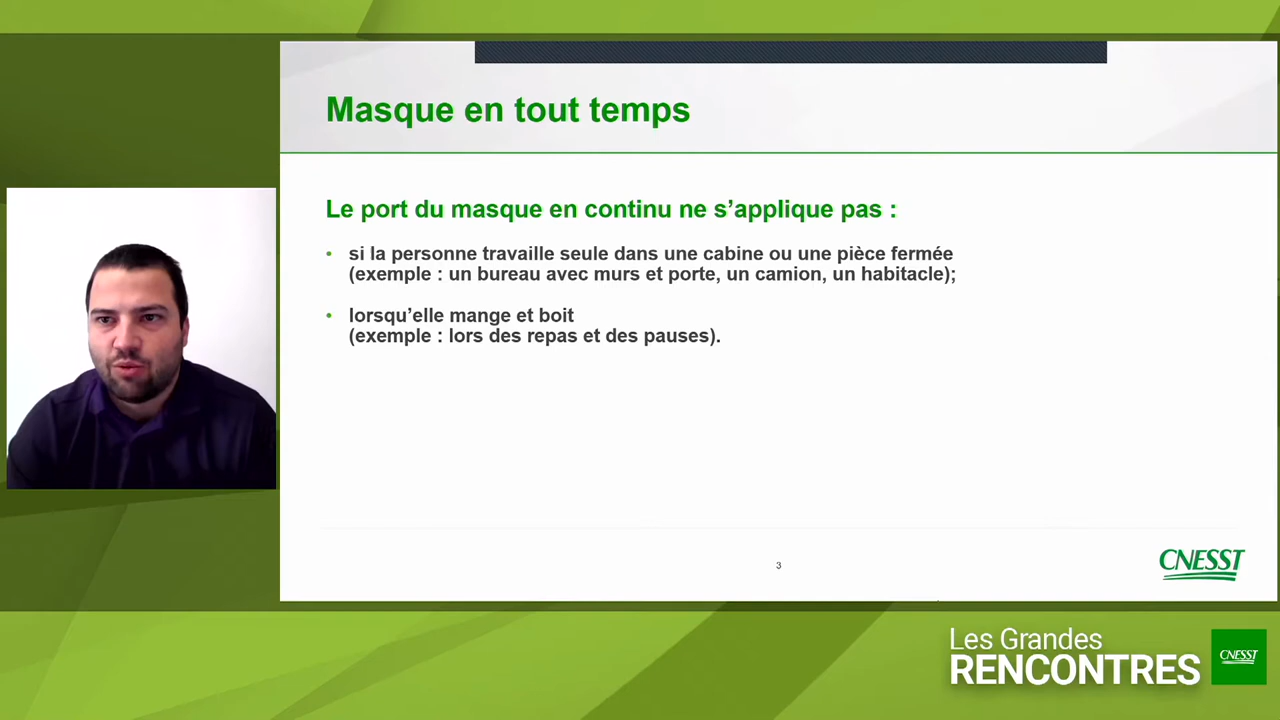 Masque en tout temps
Le port du masque en continu ne s’applique pas :
• si la personne travaille seule dans une cabine ou une pièce fermée
(exemple : un bureau avec murs et porte, un camion, un habitacle);
• lorsqu’elle mange et boit
(exemple : lors des repas et des pauses).
3
CNESST
Les Grandes
RENCONTRES
CNESST